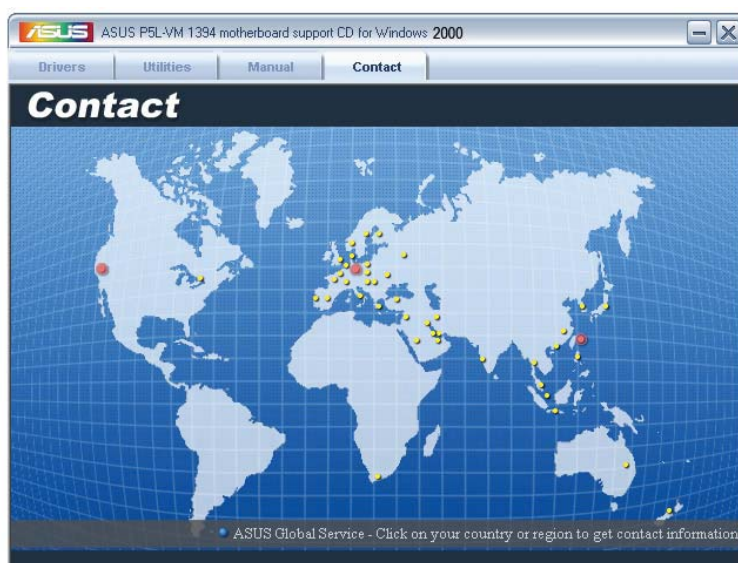 ASUS ASUS P5L-VM 1394 motherboard support CD for Windows 2000
Drivers Utilities Manual Contact
Contact
ASUS Global Service - Click on your country or region to get contact information